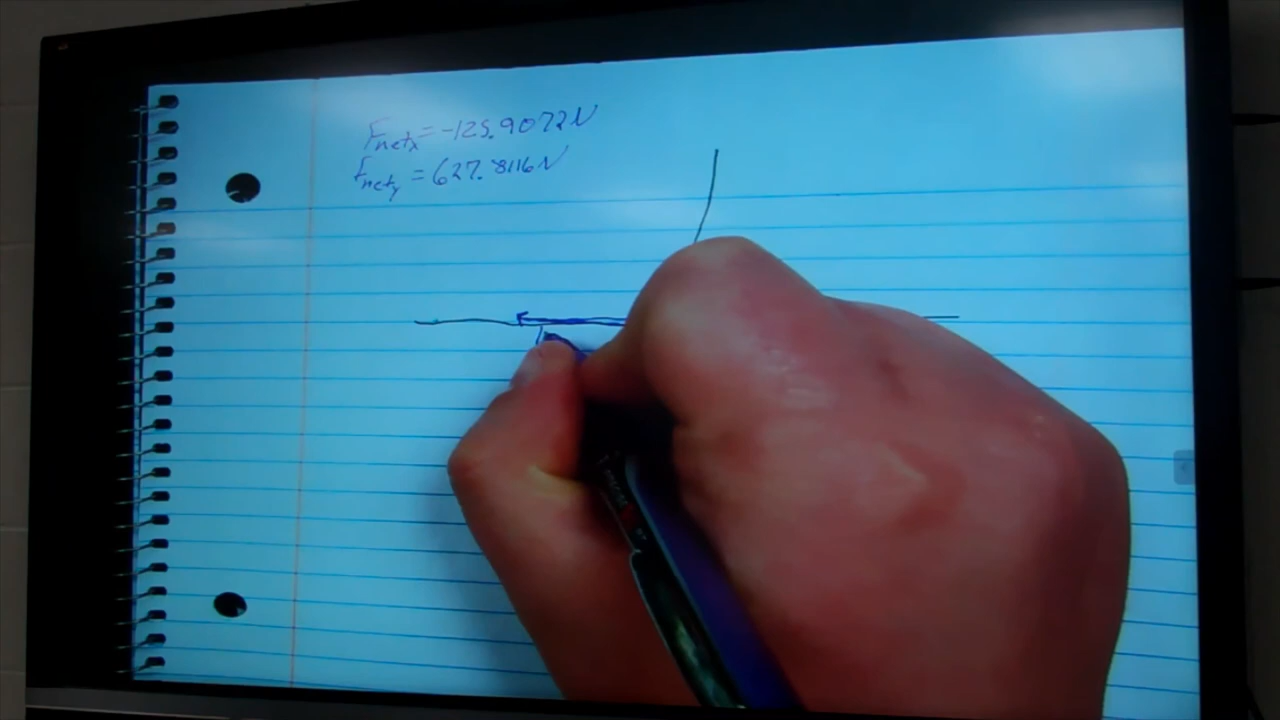 Fnetx = -125.9072N
Fnety = 627.8116N